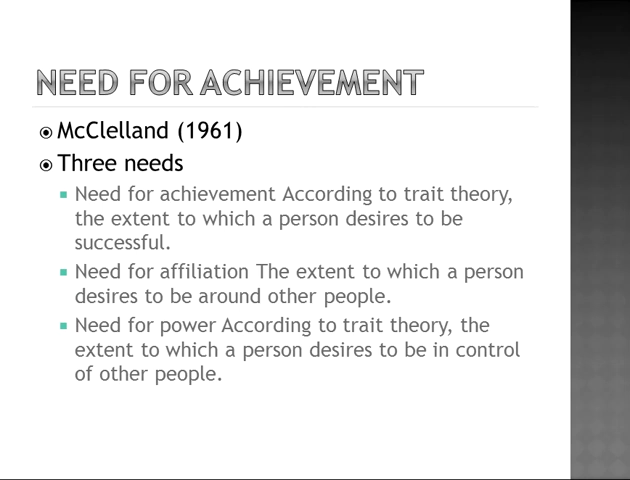 NEED FOR ACHIEVEMENT
McClelland (1961)
Three needs
Need for achievement According to trait theory,
the extent to which a person desires to be
successful.
Need for affiliation The extent to which a person
desires to be around other people.
Need for power According to trait theory, the
extent to which a person desires to be in control
of other people.